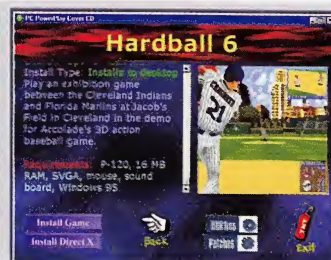 PC PowerPlay Cover CD
Hardball 6
Install Type: Installs to desktop
Play an exhibition game
between the Cleveland Indians
and Florida Marlins at Jacob's
Field in Cleveland in the demo
for Accolade's 3D action
baseball game.
Requirements: P-120, 16 MB
RAM, SVGA, mouse, sound
board, Windows 95
21
Install Game
Install Direct X
Back
Utilities
Patches
Exit